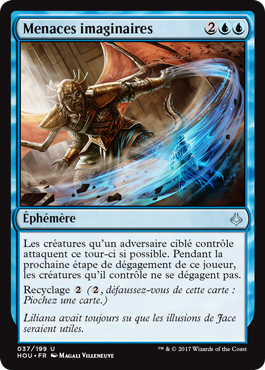 Menaces imaginaires 2
Éphémère
Les créatures qu'un adversaire ciblé contrôle
attaquent ce tour-ci si possible. Pendant la
prochaine étape de dégagement de ce joueur,
les créatures qu'il contrôle ne se dégagent pas.
Recyclage 2 (2, défaussez-vous de cette carte :
Piochez une carte.)
Liliana avait toujours su que les illusions de Jace
seraient utiles.
037/199 U
HOU • FR MAGALI VILLENEUVE
™ & © 2017 Wizards of the Coast